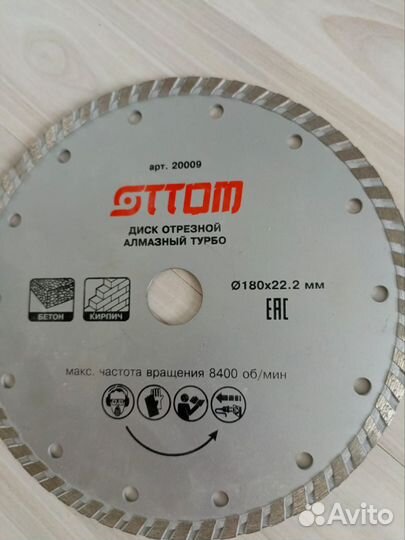 арт. 20009
STTOM
ДИСК ОТРЕЗНОЙ
АЛМАЗНЫЙ ТУРБО
Ø180x22.2 мм
EAC
БЕТОН
КИРПИЧ
макс. частота вращения 8400 об/мин
Avito